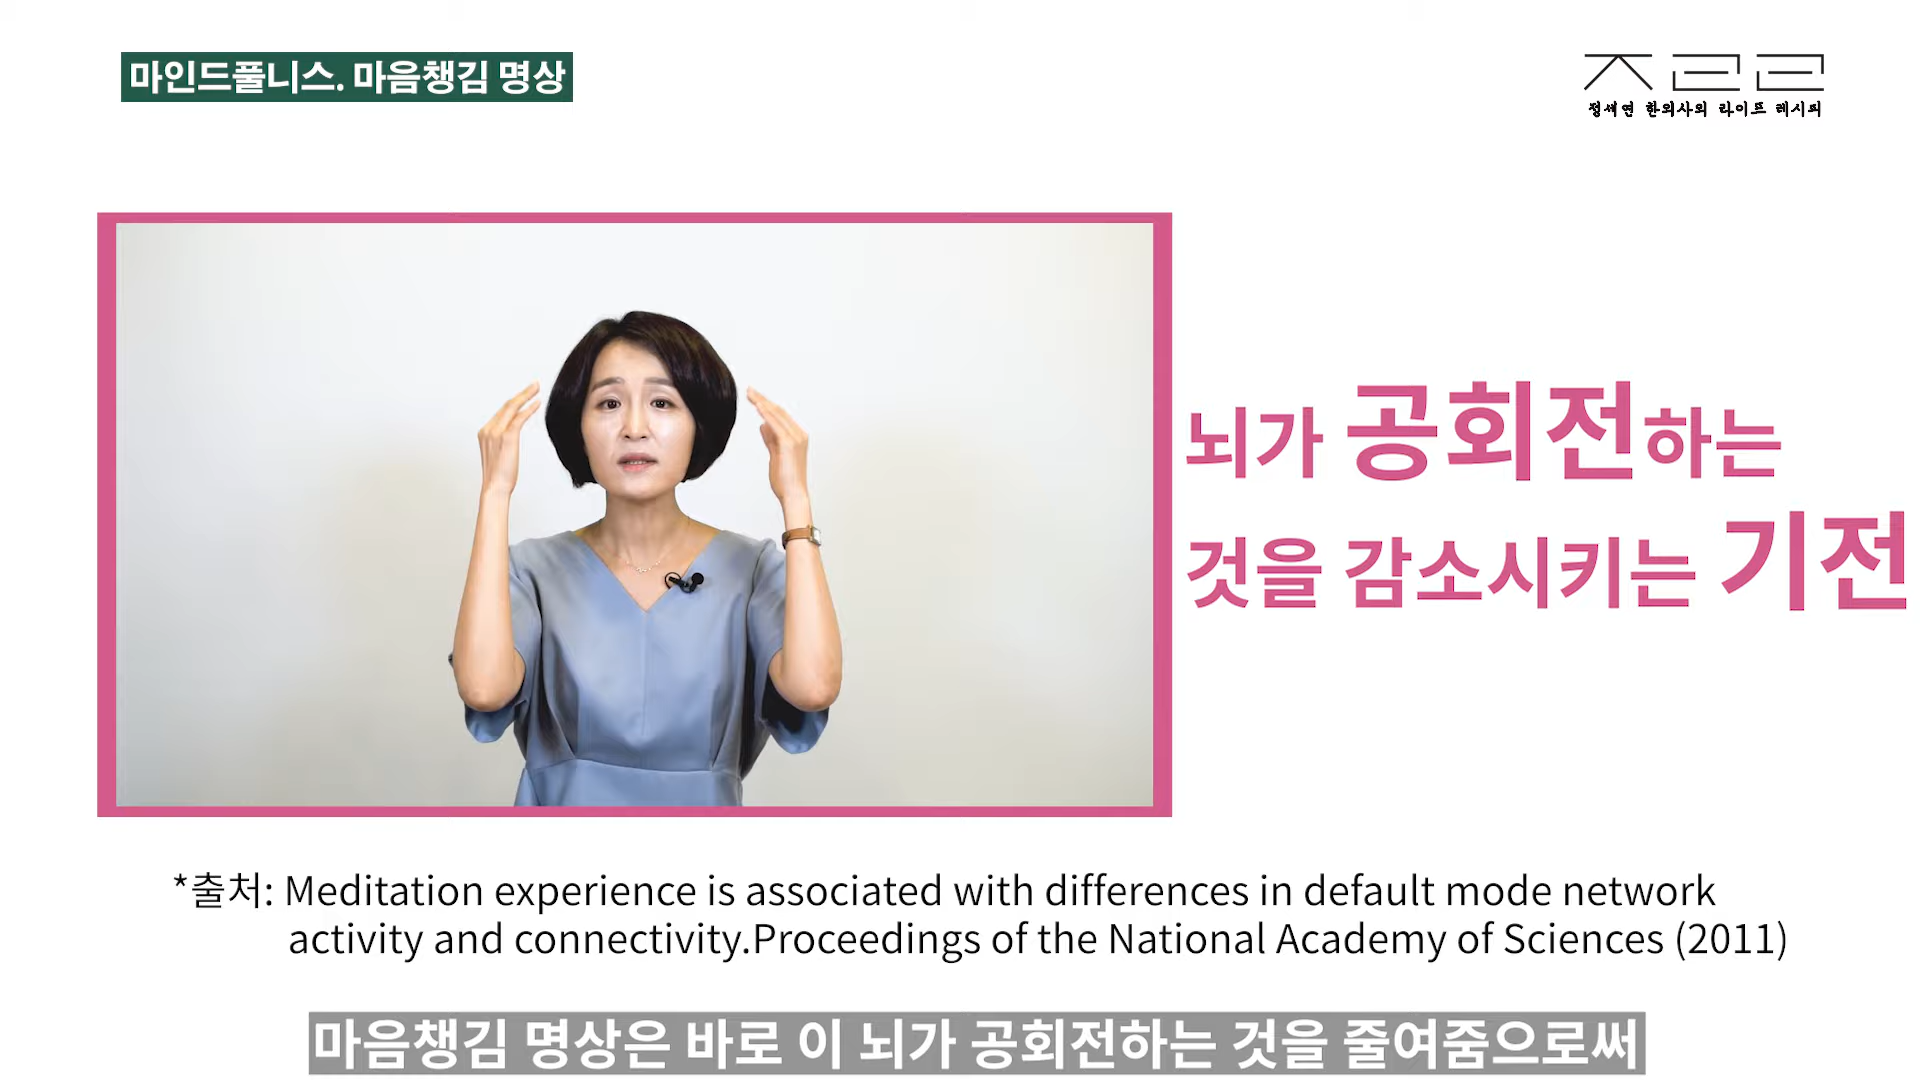 마인드풀니스. 마음챙김 명상
정세연 한의사의 라이프 레시피
뇌가 공회전하는
것을 감소시키는 기전
*출처: Meditation experience is associated with differences in default mode network
activity and connectivity.Proceedings of the National Academy of Sciences (2011)
마음챙김 명상은 바로 이 뇌가 공회전하는 것을 줄여줌으로써